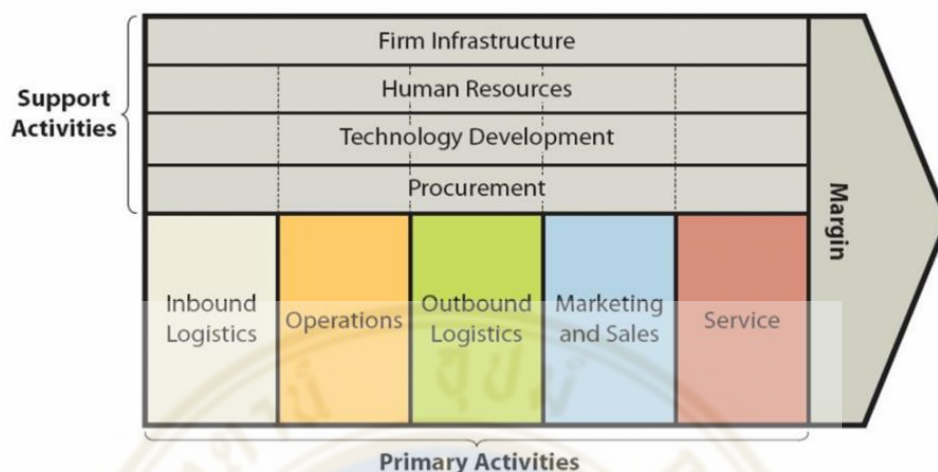 Firm Infrastructure
Human Resources
Support
Activities
Technology Development
Procurement
Margin
Inbound
Logistics
Operations
Outbound
Logistics
Marketing
and Sales
Service
Primary Activities